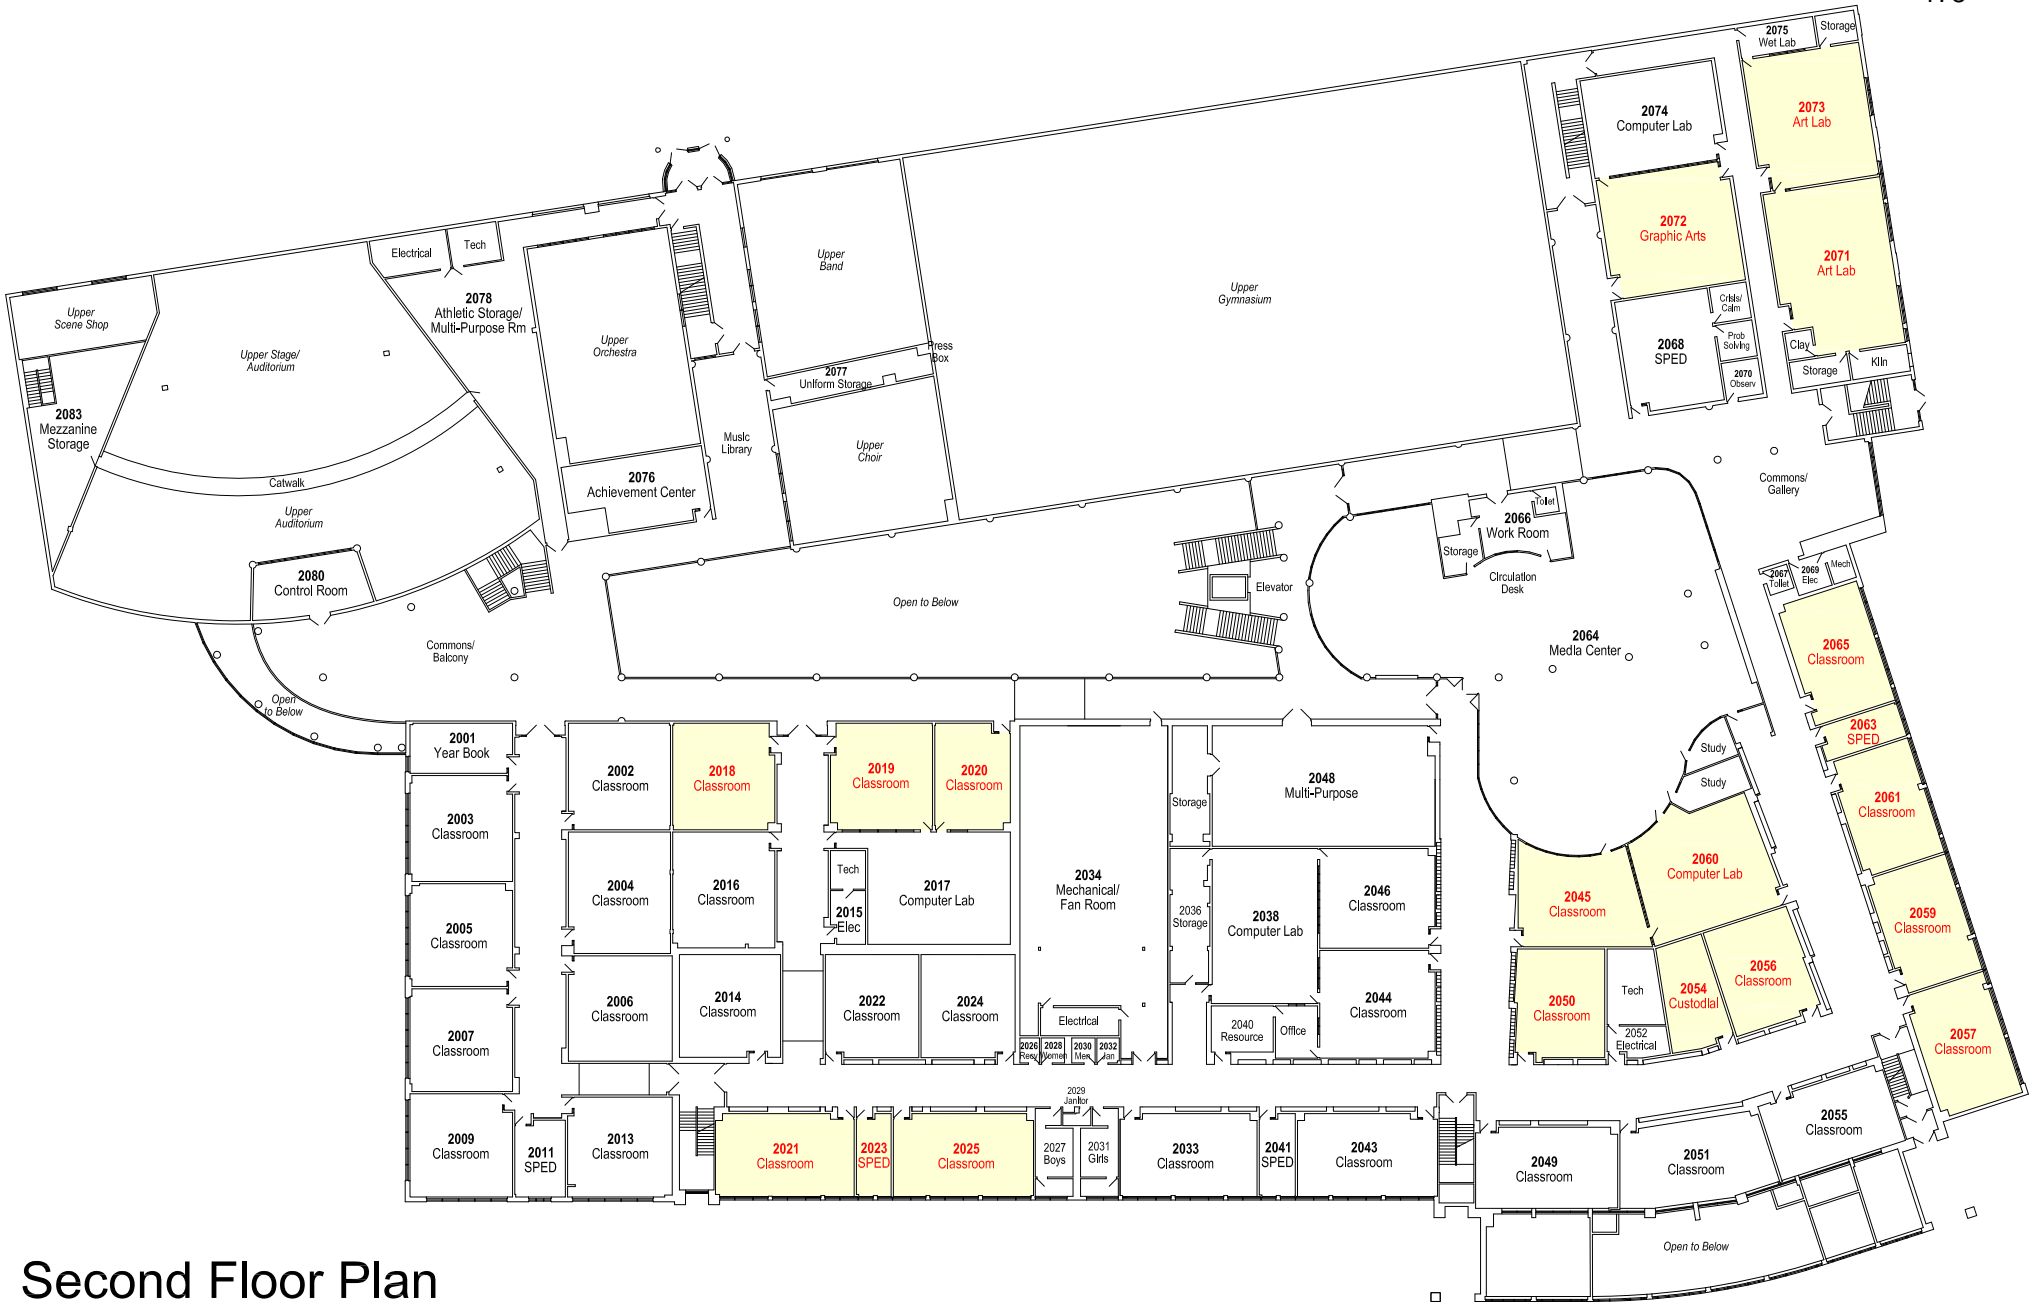 2075
Wet Lab
Storage
2074
Computer Lab
2073
Art Lab
2072
Graphic Arts
2071
Art Lab
Electrical
Tech
Upper
Band
Upper
Scene Shop
2078
Athletic Storage/
Multi-Purpose Rm
Upper
Gymnasium
Crisis/
Calm
Prob
Solving
2068
SPED
Clay
Storage
Kiln
2070
Observ
Upper Stage/
Auditorium
Upper
Orchestra
Press
Box
2077
Uniform Storage
2083
Mezzanine
Storage
Music
Library
Upper
Choir
Catwalk
2076
Achievement Center
Commons/
Gallery
Upper
Auditorium
Toilet
2066
Work Room
Storage
Circulation
Desk
2080
Control Room
Open to Below
Elevator
2067
Toilet
2069
Elec
Mech
Commons/
Balcony
2064
Media Center
2065
Classroom
Open
to Below
2001
Year Book
2002
Classroom
2018
Classroom
2019
Classroom
2020
Classroom
2048
Multi-Purpose
Study
Study
2063
SPED
2003
Classroom
Storage
2061
Classroom
2004
Classroom
2016
Classroom
Tech
2015
Elec
2017
Computer Lab
2034
Mechanical/
Fan Room
2036
Storage
2038
Computer Lab
2046
Classroom
2045
Classroom
2060
Computer Lab
2059
Classroom
2005
Classroom
2006
Classroom
2014
Classroom
2022
Classroom
2024
Classroom
2044
Classroom
2050
Classroom
Tech
2052
Electrical
2054
Custodial
2056
Classroom
2007
Classroom
Electrical
2026
Recy
2028
Women
2030
Men
2032
Jan
2040
Resource
Office
2057
Classroom
2029
Janitor
2009
Classroom
2011
SPED
2013
Classroom
2021
Classroom
2023
SPED
2025
Classroom
2027
Boys
2031
Girls
2033
Classroom
2041
SPED
2043
Classroom
2049
Classroom
2051
Classroom
2055
Classroom
Open to Below
Second Floor Plan